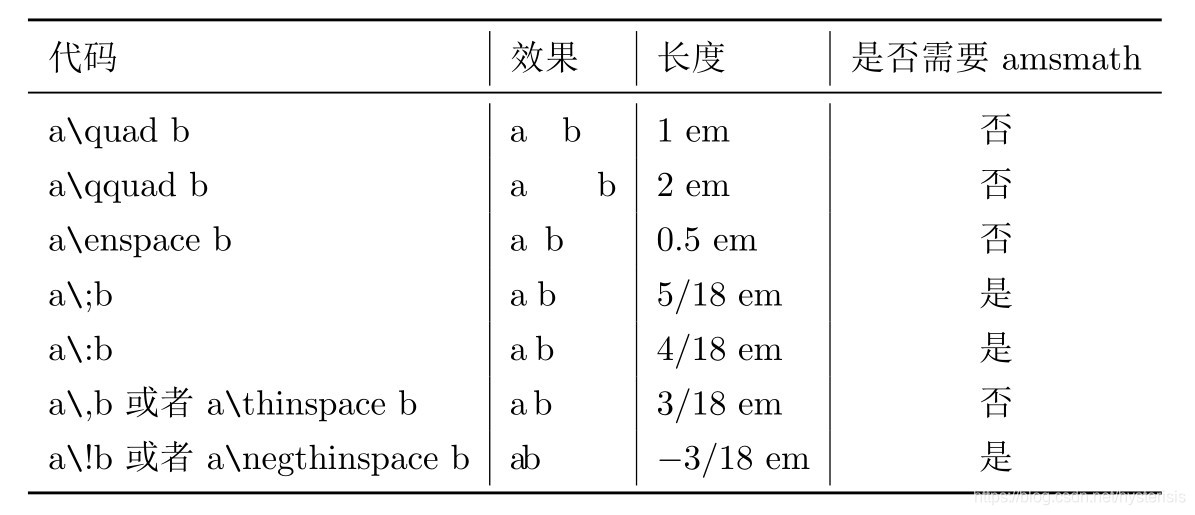 代码 效果 长度 是否需要 amsmath
a\quad b a b 1 em 否
a\qquad b a b 2 em 否
a\enspace b a b 0.5 em 否
a\;b a b 5/18 em 是
a\:b a b 4/18 em 是
a\,b 或者 a\thinspace b a b 3/18 em 否
a\!b 或者 a\negthinspace b ab −3/18 em 是
https://blog.csdn.net/hysterisis